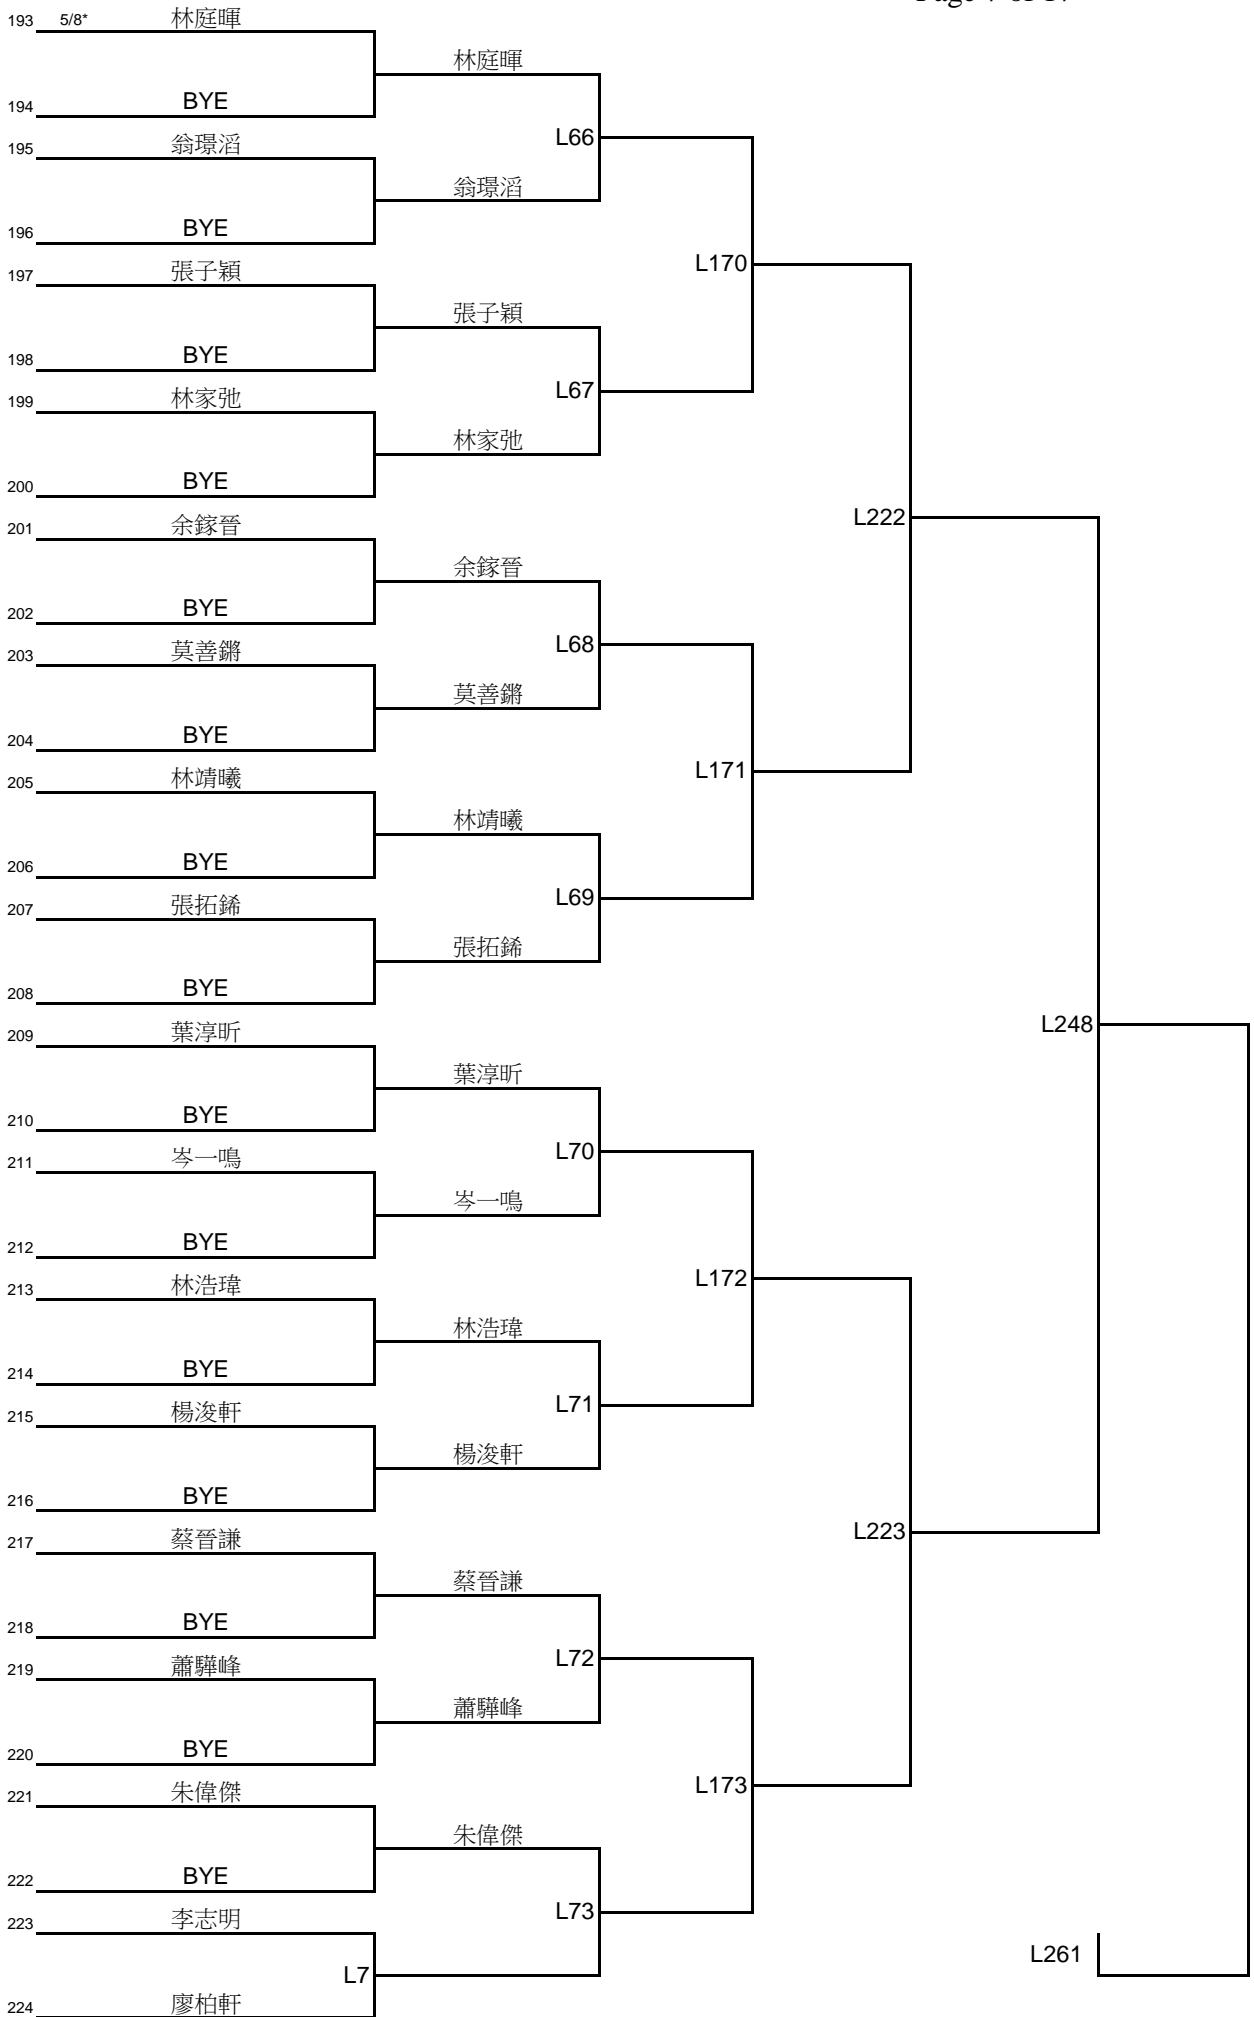 193 5/8* 林庭暉
林庭暉
194 BYE
L66
195 翁璟滔
翁璟滔
196 BYE
L170
197 張子穎
張子穎
198 BYE
L67
199 林家弛
林家弛
200 BYE
L222
201 余鎵晉
余鎵晉
202 BYE
L68
203 莫善鏘
莫善鏘
204 BYE
L171
205 林靖曦
林靖曦
206 BYE
L69
207 張拓鏭
張拓鏭
208 BYE
L248
209 葉淳昕
葉淳昕
210 BYE
L70
211 岑一鳴
岑一鳴
212 BYE
L172
213 林浩瑋
林浩瑋
214 BYE
L71
215 楊浚軒
楊浚軒
216 BYE
L223
217 蔡晉謙
蔡晉謙
218 BYE
L72
219 蕭驊峰
蕭驊峰
220 BYE
L173
221 朱偉傑
朱偉傑
222 BYE
L73
223 李志明
L261
L7
224 廖柏軒